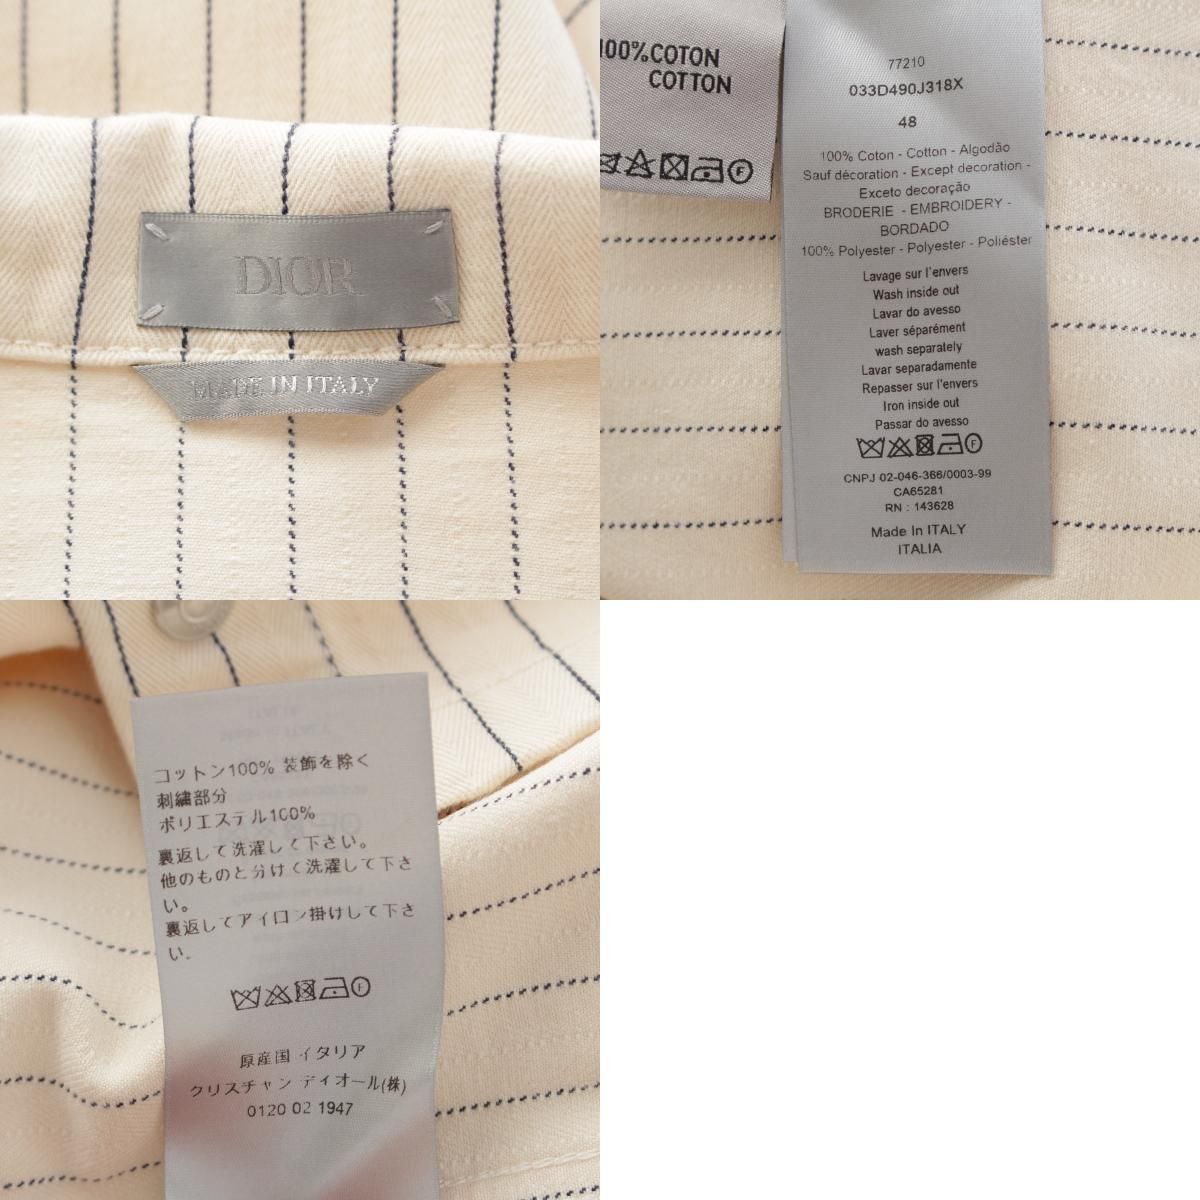 DIOR
MADE IN ITALY
100%COTON
COTTON
77210
033D490J318X
48
100% Coton - Cotton - Algodão
Sauf décoration - Except decoration -
Exceto decoração
BRODERIE - EMBROIDERY -
BORDADO
100% Polyester - Polyester - Poliéster
Lavage sur l'envers
Wash inside out
Lavar do avesso
Laver séparément
wash separately
Lavar separadamente
Repasser sur l'envers
Iron inside out
Passar do avesso
CNPJ 02-046-366/0003-99
CA65281
RN : 143628
Made In ITALY
ITALIA
コットン100% 装飾を除く
刺繍部分
ポリエステル100%
裏返して洗濯して下さい。
他のものと分けて洗濯して下さ
い。
裏返してアイロン掛けして下さ
い.
原産国 イタリア
クリスチャン ディオール(株)
0120 02 1947